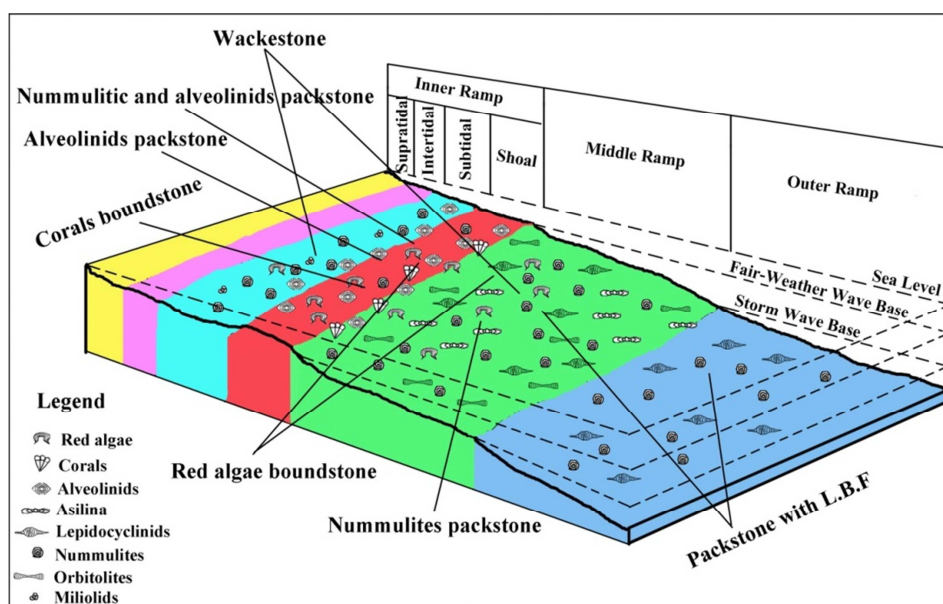 Wackestone
Nummulitic and alveolinids packstone
Alveolinids packstone
Corals boundstone
Inner Ramp
Supratidal
Intertidal
Subtidal
Shoal
Middle Ramp
Outer Ramp
Sea Level
Fair-Weather Wave Base
Storm Wave Base
Legend
Red algae
Corals
Alveolinids
Asilina
Lepidocyclinids
Nummulites
Orbitolites
Miliolids
Red algae boundstone
Nummulites packstone
Packstone with L.B.F